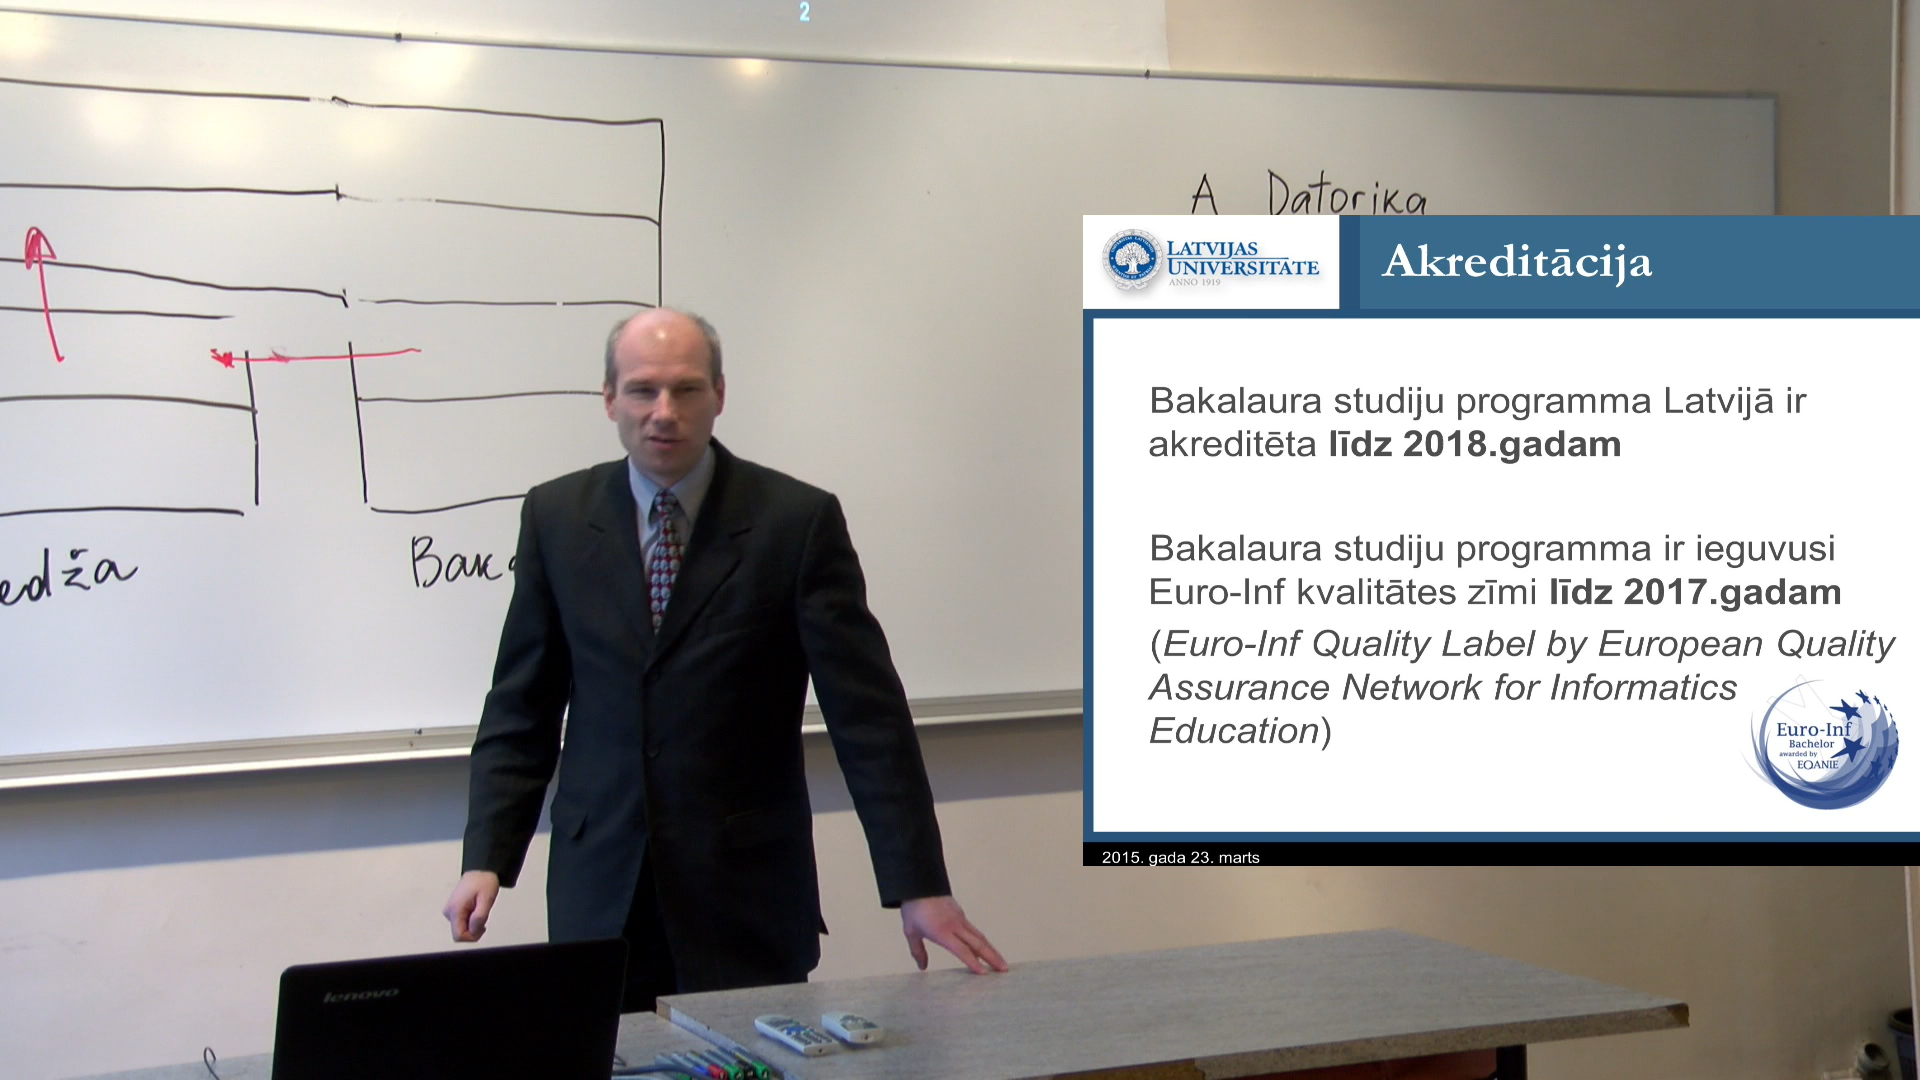 2
A Datorika
edža
Bak
LATVIJAS
UNIVERSITATE
ANNO 1919
Akreditācija
Bakalaura studiju programma Latvijā ir
akreditēta līdz 2018.gadam
Bakalaura studiju programma ir ieguvusi
Euro-Inf kvalitātes zīmi līdz 2017.gadam
(Euro-Inf Quality Label by European Quality
Assurance Network for Informatics
Education)
Euro-Inf
Bachelor
awarded by
EQANIE
2015. gada 23. marts
lenovo